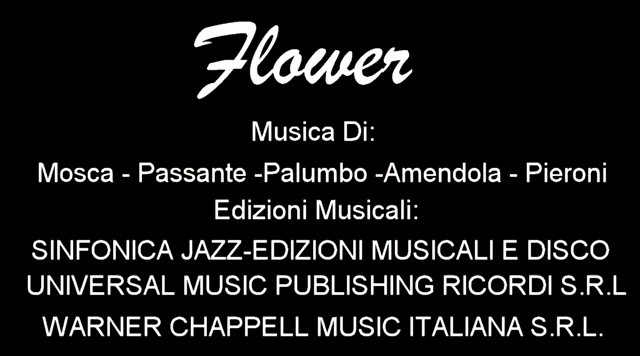 Flower
Musica Di:
Mosca - Passante -Palumbo -Amendola - Pieroni
Edizioni Musicali:
SINFONICA JAZZ-EDIZIONI MUSICALI E DISCO
UNIVERSAL MUSIC PUBLISHING RICORDI S.R.L
WARNER CHAPPELL MUSIC ITALIANA S.R.L.